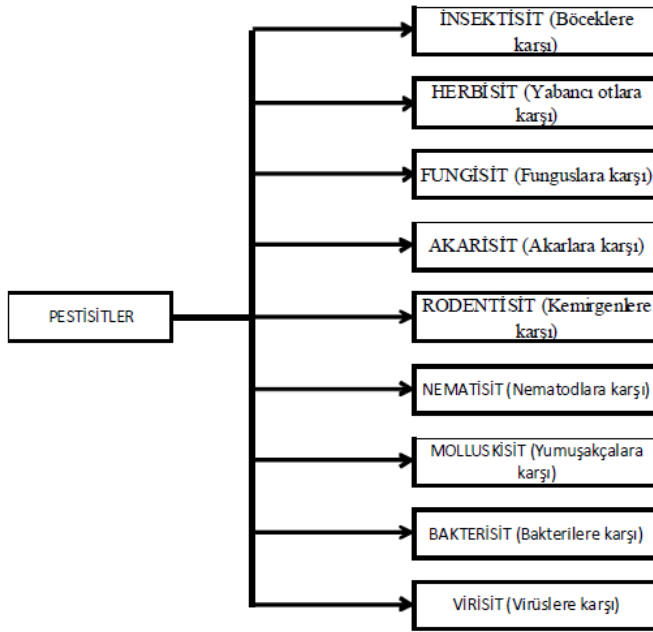 İNSEKTİSİT (Böceklere
karşı)
HERBİSİT (Yabancı otlara
karşı)
FUNGİSİT (Funguslara karşı)
AKARİSİT (Akarlara karşı)
PESTİSİTLER
RODENTİSİT (Kemirgenlere
karşı)
NEMATİSİT (Nematodlara karşı)
MOLLUSKİSİT (Yumuşakçalara
karşı)
BAKTERİSİT (Bakterilere karşı)
VİRİSİT (Virüslere karşı)